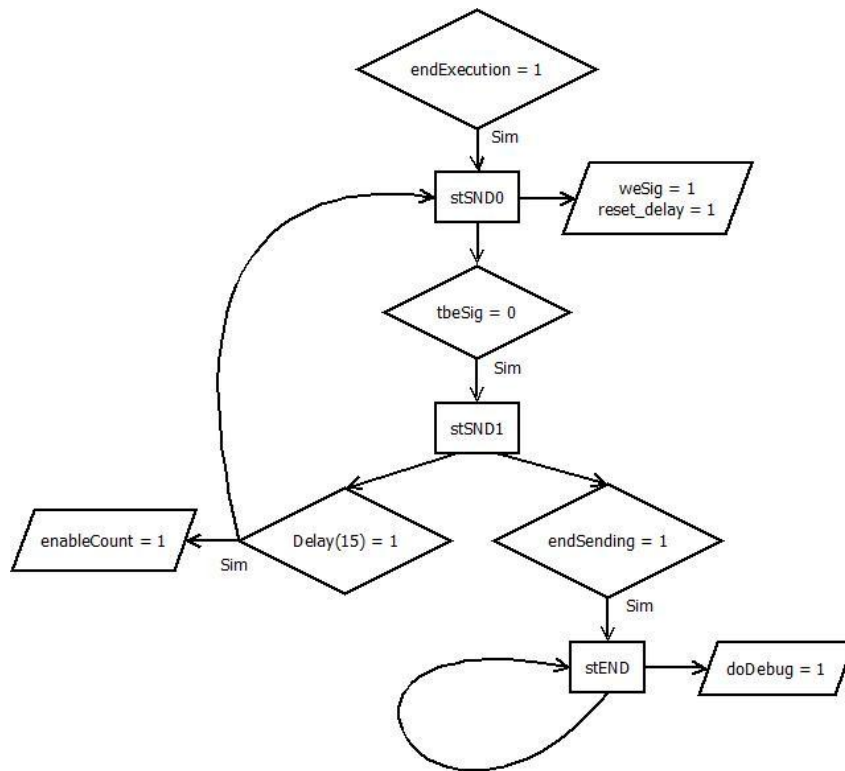 endExecution = 1
Sim
stSND0
weSig = 1
reset_delay = 1
tbeSig = 0
Sim
stSND1
enableCount = 1
Sim
Delay(15) = 1
endSending = 1
Sim
stEND
doDebug = 1